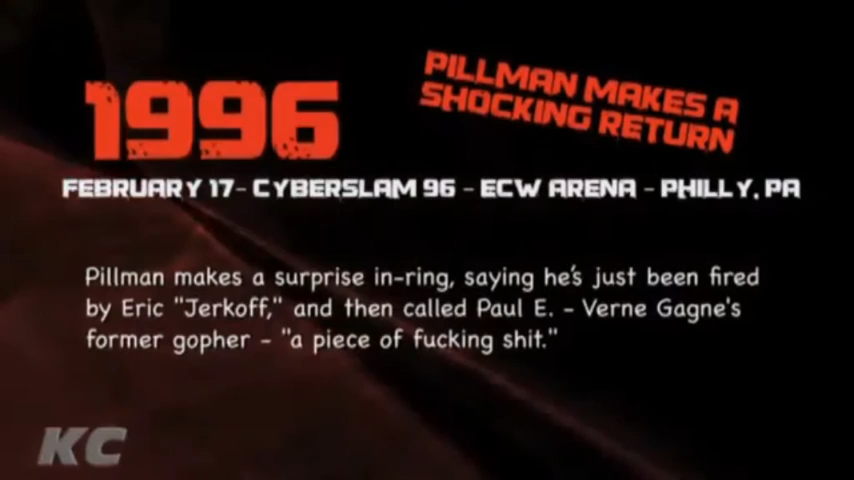 1996
PILLMAN MAKES A
SHOCKING RETURN
FEBRUARY 17- CYBERSLAM 96 - ECW ARENA - PHILLY, PA
Pillman makes a surprise in-ring, saying he's just been fired
by Eric "Jerkoff," and then called Paul E. - Verne Gagne's
former gopher - "a piece of fucking shit."
KC